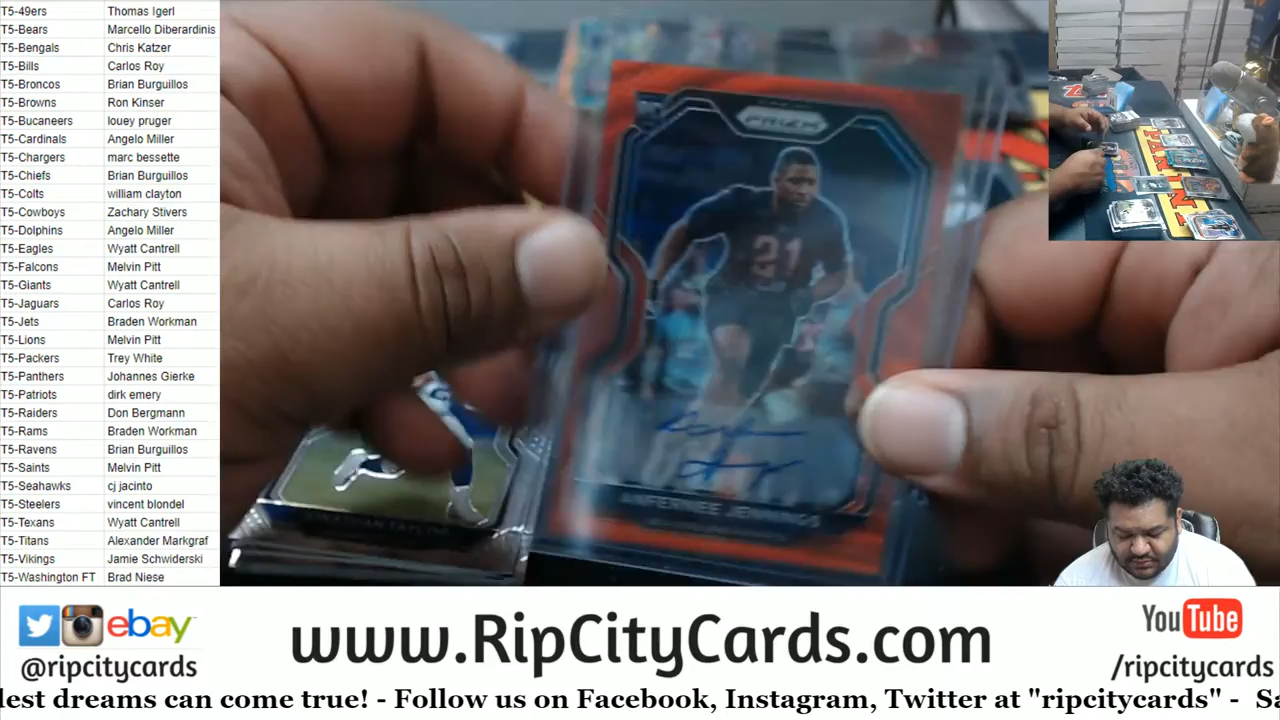 T5-49ers Thomas Igerl
T5-Bears Marcello Diberardinis
T5-Bengals Chris Katzer
T5-Bills Carlos Roy
T5-Broncos Brian Burguillos
T5-Browns Ron Kinser
T5-Bucaneers louey pruger
T5-Cardinals Angelo Miller
T5-Chargers marc bessette
T5-Chiefs Brian Burguillos
T5-Colts william clayton
T5-Cowboys Zachary Stivers
T5-Dolphins Angelo Miller
T5-Eagles Wyatt Cantrell
T5-Falcons Melvin Pitt
T5-Giants Wyatt Cantrell
T5-Jaguars Carlos Roy
T5-Jets Braden Workman
T5-Lions Melvin Pitt
T5-Packers Trey White
T5-Panthers Johannes Gierke
T5-Patriots dirk emery
T5-Raiders Don Bergmann
T5-Rams Braden Workman
T5-Ravens Brian Burguillos
T5-Saints Melvin Pitt
T5-Seahawks cj jacinto
T5-Steelers vincent blondel
T5-Texans Wyatt Cantrell
T5-Titans Alexander Markgraf
T5-Vikings Jamie Schwiderski
T5-Washington FT Brad Niese
PRIZM
21
ANFERNEE JENNINGS
PANINI
ebay
@ripcitycards
www.RipCityCards.com
YouTube
/ripcitycards
lest dreams can come true! - Follow us on Facebook, Instagram, Twitter at "ripcitycards" - Sa